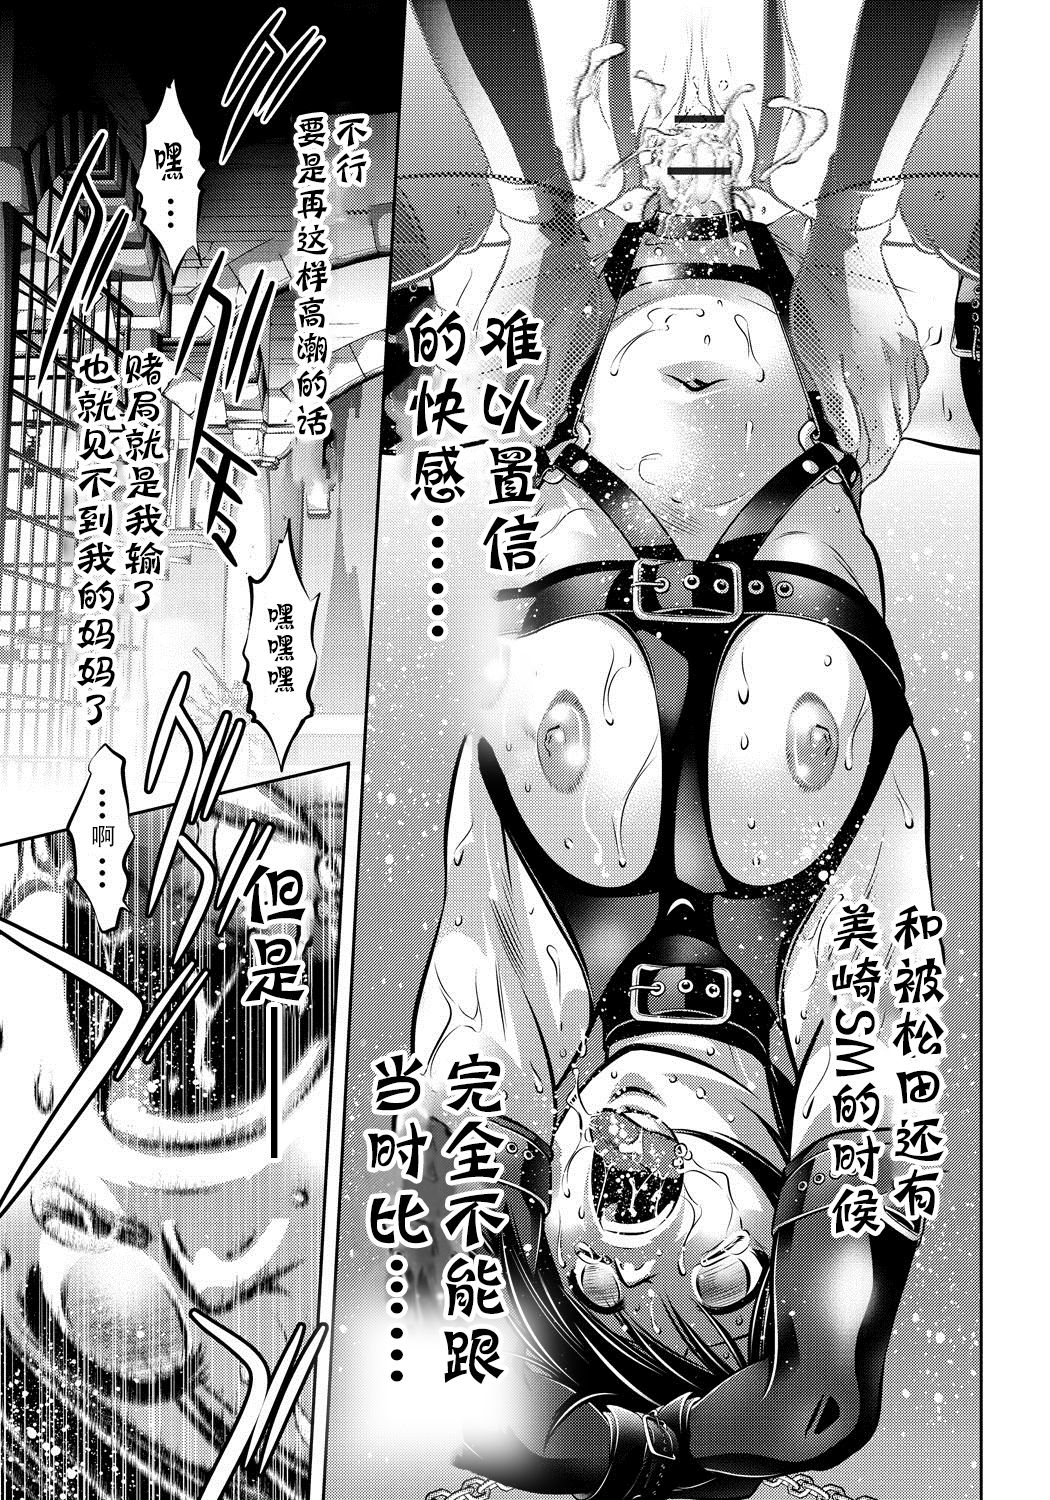 难以置信
的快感……
和被松田还有
美崎SM的时候
完全不能跟
当时比……
不行
要是再这样高潮的话
嘿…
赌局就是我输了
也就见不到我的妈妈了
嘿嘿嘿
但是——
…啊…